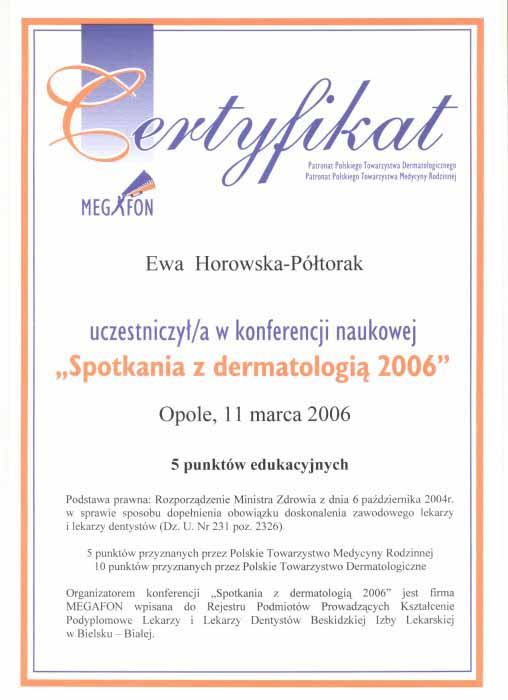 Certyfikat
Patronat Polskiego Towarzystwa Dermatologicznego
Patronat Polskiego Towarzystwa Medycyny Rodzinnej
MEGAFON
Ewa Horowska-Półtorak
uczestniczył/a w konferencji naukowej
„Spotkania z dermatologią 2006”
Opole, 11 marca 2006
5 punktów edukacyjnych
Podstawa prawna: Rozporządzenie Ministra Zdrowia z dnia 6 października 2004r.
w sprawie sposobu dopełnienia obowiązku doskonalenia zawodowego lekarzy
i lekarzy dentystów (Dz. U. Nr 231 poz. 2326).
5 punktów przyznanych przez Polskie Towarzystwo Medycyny Rodzinnej
10 punktów przyznanych przez Polskie Towarzystwo Dermatologiczne
Organizatorem konferencji „Spotkania z dermatologią 2006” jest firma
MEGAFON wpisana do Rejestru Podmiotów Prowadzących Kształcenie
Podyplomowe Lekarzy i Lekarzy Dentystów Beskidzkiej Izby Lekarskiej
w Bielsku – Białej.